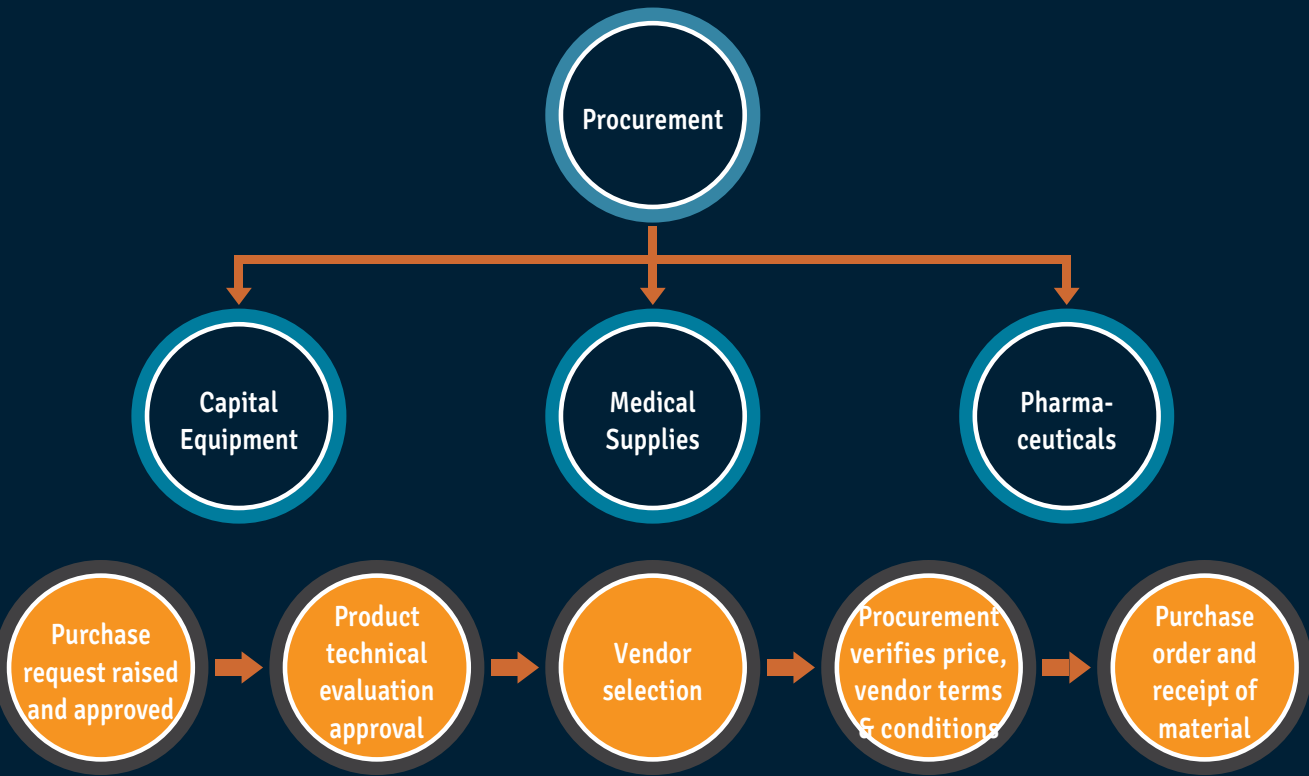 Procurement
Capital
Equipment
Medical
Supplies
Pharma-
ceuticals
Purchase
request raised
and approved
Product
technical
evaluation
approval
Vendor
selection
Procurement
verifies price,
vendor terms
& conditions
Purchase
order and
receipt of
material